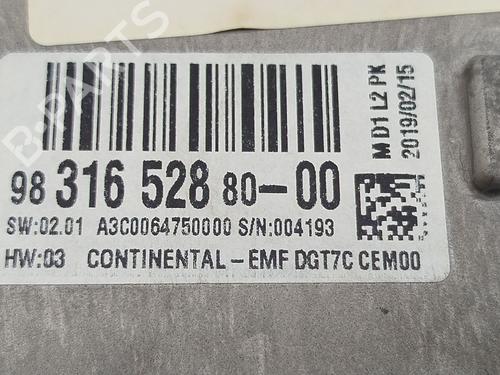 B-PARTS
98 316 528 80-00
SW:02.01 A3C0064750000 S/N:004193
HW:03 CONTINENTAL-EMF DGT7C CEM00
M D1 L2 PK
2019/02/15